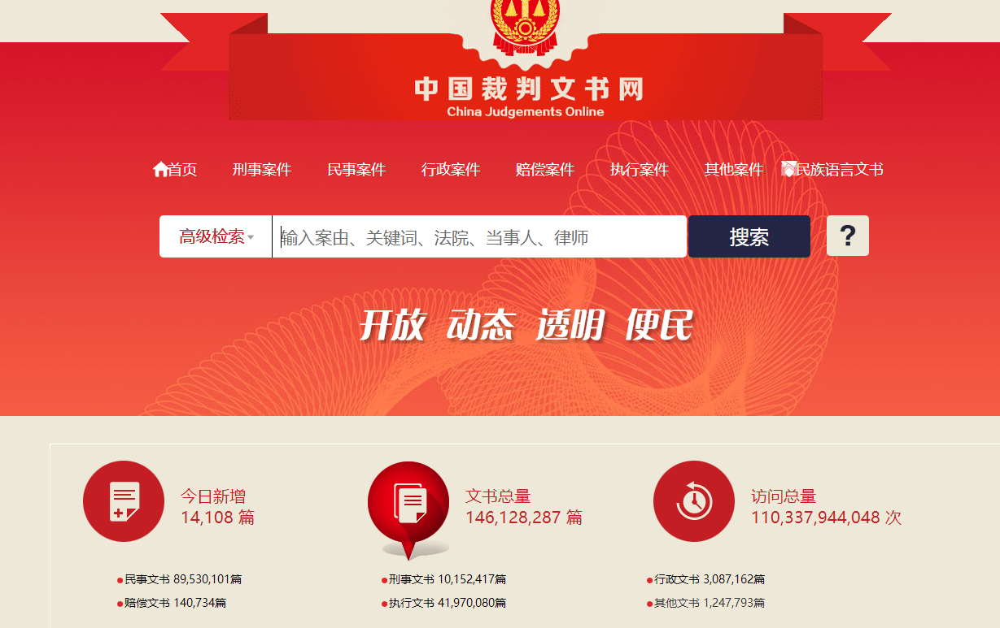 中国裁判文书网
China Judgements Online
首页 刑事案件 民事案件 行政案件 赔偿案件 执行案件 其他案件 民族语言文书
高级检索 输入案由、关键词、法院、当事人、律师 搜索 ?
开放 动态 透明 便民
今日新增
14,108 篇
文书总量
146,128,287 篇
访问总量
110,337,944,048 次
民事文书 89,530,101篇 刑事文书 10,152,417篇 行政文书 3,087,162篇
赔偿文书 140,734篇 执行文书 41,970,080篇 其他文书 1,247,793篇